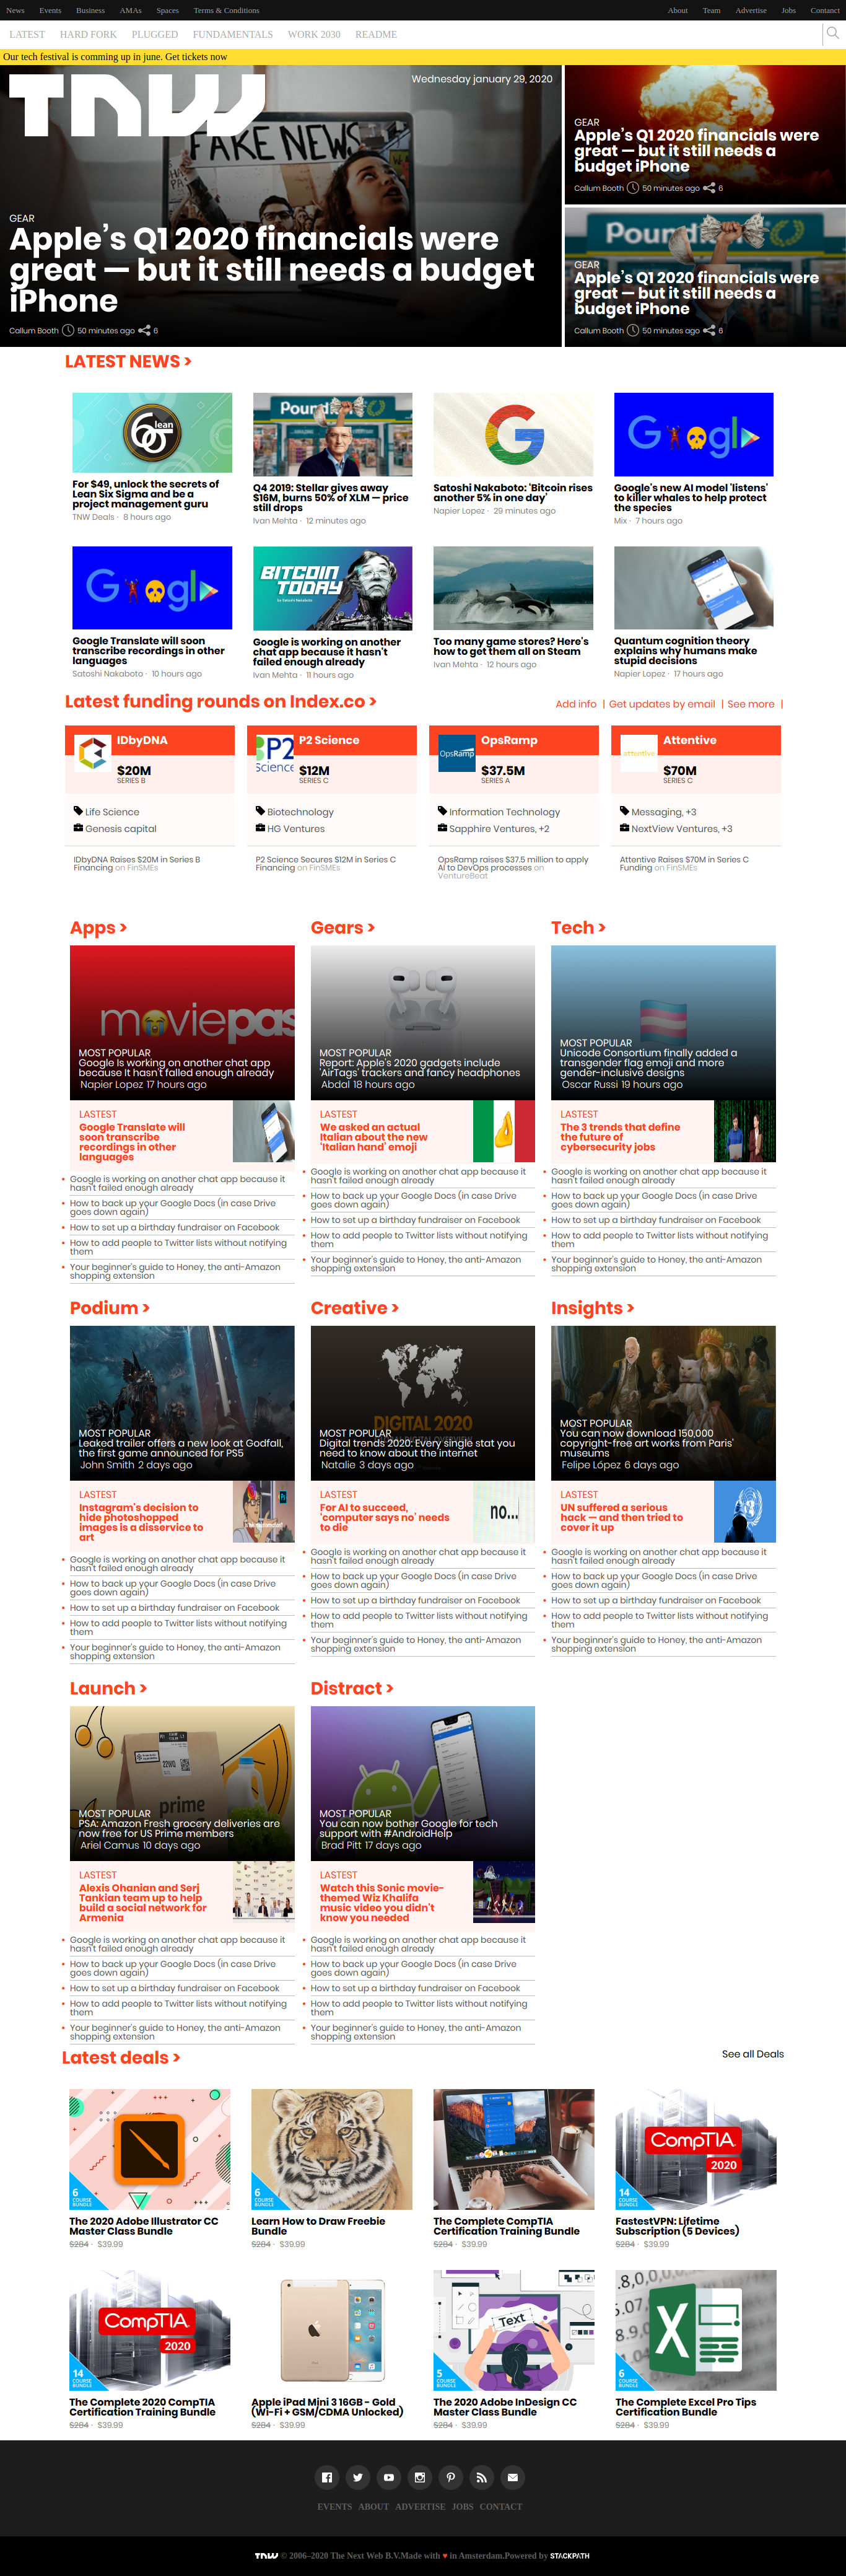 News Events Business AMAs Spaces Terms & Conditions About Team Advertise Jobs Contanct
LATEST HARD FORK PLUGGED FUNDAMENTALS WORK 2030 README
Our tech festival is comming up in june. Get tickets now
TNW
Wednesday january 29, 2020
FAKE NEWS
GEAR
Apple's Q1 2020 financials were
great — but it still needs a budget
iPhone
Callum Booth 50 minutes ago 6
GEAR
Apple's Q1 2020 financials were
great — but it still needs a
budget iPhone
Callum Booth 50 minutes ago 6
GEAR
Apple's Q1 2020 financials were
great — but it still needs a
budget iPhone
Callum Booth 50 minutes ago 6
LATEST NEWS >
For $49, unlock the secrets of
Lean Six Sigma and be a
project management guru
TNW Deals · 8 hours ago
Q4 2019: Stellar gives away
$16M, burns 50% of XLM — price
still drops
Ivan Mehta · 12 minutes ago
Satoshi Nakaboto: 'Bitcoin rises
another 5% in one day'
Napier Lopez · 29 minutes ago
Google's new AI model 'listens'
to killer whales to help protect
the species
Mix · 7 hours ago
Google Translate will soon
transcribe recordings in other
languages
Satoshi Nakaboto · 10 hours ago
BITCOIN
TODAY
Google is working on another
chat app because it hasn't
failed enough already
Ivan Mehta · 11 hours ago
Too many game stores? Here's
how to get them all on Steam
Ivan Mehta · 12 hours ago
Quantum cognition theory
explains why humans make
stupid decisions
Napier Lopez · 17 hours ago
Latest funding rounds on Index.co >
Add info | Get updates by email | See more |
IDbyDNA
$20M
SERIES B
Life Science
Genesis capital
IDbyDNA Raises $20M in Series B
Financing on FinSMEs
P2 Science
$12M
SERIES C
Biotechnology
HG Ventures
P2 Science Secures $12M in Series C
Financing on FinSMEs
OpsRamp
$37.5M
SERIES A
Information Technology
Sapphire Ventures, +2
OpsRamp raises $37.5 million to apply
AI to DevOps processes on
VentureBeat
Attentive
$70M
SERIES C
Messaging, +3
NextView Ventures, +3
Attentive Raises $70M in Series C
Funding on FinSMEs
Apps >
MOST POPULAR
Google Is working on another chat app
because It hatn't falled enough already
Napier Lopez 17 hours ago
LASTEST
Google Translate will
soon transcribe
recordings in other
languages
Google is working on another chat app because it
hasn't failed enough already
How to back up your Google Docs (in case Drive
goes down again)
How to set up a birthday fundraiser on Facebook
How to add people to Twitter lists without notifying
them
Your beginner's guide to Honey, the anti-Amazon
shopping extension
Gears >
MOST POPULAR
Report: Apple's 2020 gadgets include
'AirTags' trackers and fancy headphones
Abdal 18 hours ago
LASTEST
We asked an actual
Italian about the new
'Italian hand' emoji
Google is working on another chat app because it
hasn't failed enough already
How to back up your Google Docs (in case Drive
goes down again)
How to set up a birthday fundraiser on Facebook
How to add people to Twitter lists without notifying
them
Your beginner's guide to Honey, the anti-Amazon
shopping extension
Tech >
MOST POPULAR
Unicode Consortium finally added a
transgender flag emoji and more
gender-inclusive designs
Oscar Russi 19 hours ago
LASTEST
The 3 trends that define
the future of
cybersecurity jobs
Google is working on another chat app because it
hasn't failed enough already
How to back up your Google Docs (in case Drive
goes down again)
How to set up a birthday fundraiser on Facebook
How to add people to Twitter lists without notifying
them
Your beginner's guide to Honey, the anti-Amazon
shopping extension
Podium >
MOST POPULAR
Leaked trailer offers a new look at Godfall,
the first game announced for PS5
John Smith 2 days ago
LASTEST
Instagram's decision to
hide photoshopped
images is a disservice to
art
Google is working on another chat app because it
hasn't failed enough already
How to back up your Google Docs (in case Drive
goes down again)
How to set up a birthday fundraiser on Facebook
How to add people to Twitter lists without notifying
them
Your beginner's guide to Honey, the anti-Amazon
shopping extension
Creative >
DIGITAL 2020
MOST POPULAR
Digital trends 2020: Every single stat you
need to know about the internet
Natalie 3 days ago
LASTEST
For AI to succeed,
'computer says no' needs
to die
no...
Google is working on another chat app because it
hasn't failed enough already
How to back up your Google Docs (in case Drive
goes down again)
How to set up a birthday fundraiser on Facebook
How to add people to Twitter lists without notifying
them
Your beginner's guide to Honey, the anti-Amazon
shopping extension
Insights >
MOST POPULAR
You can now download 150,000
copyright-free art works from Paris'
museums
Felipe López 6 days ago
LASTEST
UN suffered a serious
hack — and then tried to
cover it up
Google is working on another chat app because it
hasn't failed enough already
How to back up your Google Docs (in case Drive
goes down again)
How to set up a birthday fundraiser on Facebook
How to add people to Twitter lists without notifying
them
Your beginner's guide to Honey, the anti-Amazon
shopping extension
Launch >
prime
MOST POPULAR
PSA: Amazon Fresh grocery deliveries are
now free for US Prime members
Ariel Camus 10 days ago
LASTEST
Alexis Ohanian and Serj
Tankian team up to help
build a social network for
Armenia
Google is working on another chat app because it
hasn't failed enough already
How to back up your Google Docs (in case Drive
goes down again)
How to set up a birthday fundraiser on Facebook
How to add people to Twitter lists without notifying
them
Your beginner's guide to Honey, the anti-Amazon
shopping extension
Distract >
MOST POPULAR
You can now bother Google for tech
support with #AndroidHelp
Brad Pitt 17 days ago
LASTEST
Watch this Sonic movie-
themed Wiz Khalifa
music video you didn't
know you needed
Google is working on another chat app because it
hasn't failed enough already
How to back up your Google Docs (in case Drive
goes down again)
How to set up a birthday fundraiser on Facebook
How to add people to Twitter lists without notifying
them
Your beginner's guide to Honey, the anti-Amazon
shopping extension
Latest deals >
See all Deals
6
COURSE
BUNDLE
The 2020 Adobe Illustrator CC
Master Class Bundle
$284 · $39.99
6
COURSE
BUNDLE
Learn How to Draw Freebie
Bundle
$284 · $39.99
The Complete CompTIA
Certification Training Bundle
$284 · $39.99
CompTIA
2020
14
COURSE
BUNDLE
FastestVPN: Lifetime
Subscription (5 Devices)
$284 · $39.99
CompTIA
2020
14
COURSE
BUNDLE
The Complete 2020 CompTIA
Certification Training Bundle
$284 · $39.99
Apple iPad Mini 3 16GB - Gold
(Wi-Fi + GSM/CDMA Unlocked)
$284 · $39.99
Text
5
COURSE
BUNDLE
The 2020 Adobe InDesign CC
Master Class Bundle
$284 · $39.99
6
COURSE
BUNDLE
The Complete Excel Pro Tips
Certification Bundle
$284 · $39.99
EVENTS ABOUT ADVERTISE JOBS CONTACT
TNW © 2006–2020 The Next Web B.V.Made with ♥ in Amsterdam.Powered by STACKPATH